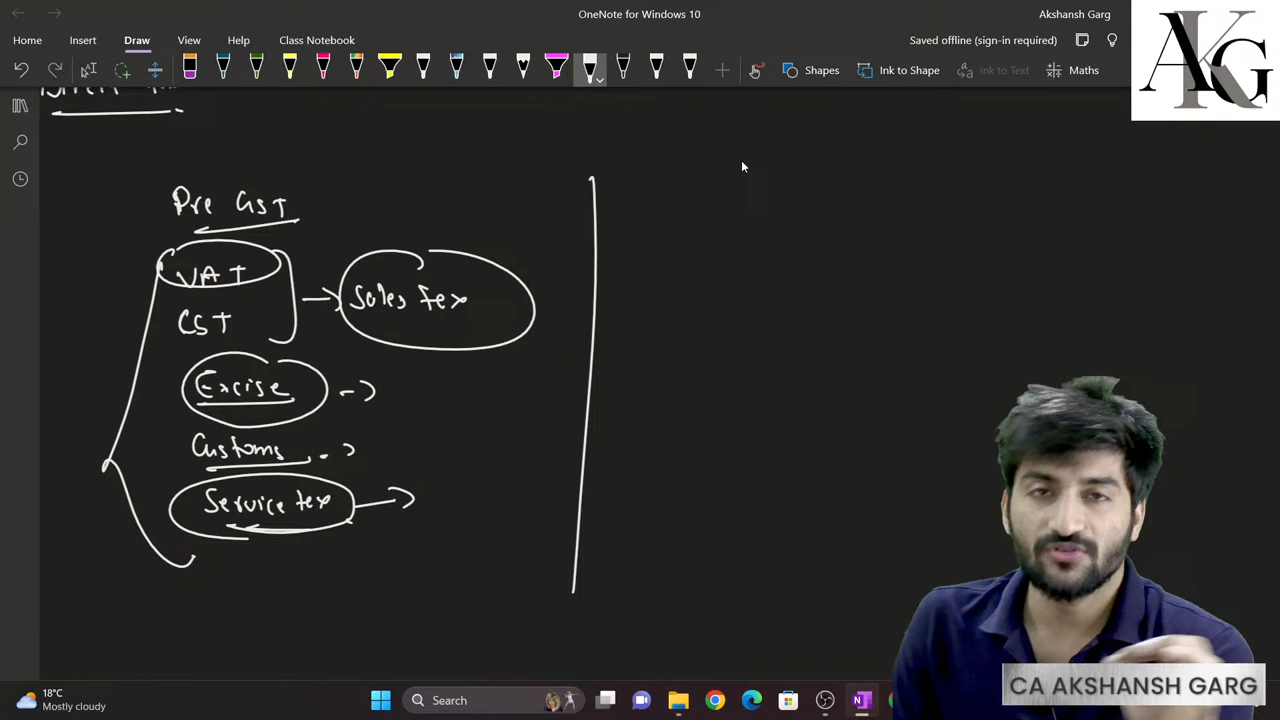 OneNote for Windows 10
Akshansh Garg
Home Insert Draw View Help Class Notebook
Saved offline (sign-in required)
Shapes Ink to Shape Ink to Text Maths
AKG
Pre GST
VAT
CST
Sales tax
Excise
Customs
Service tax
CA AKSHANSH GARG
18°C
Mostly cloudy
Search